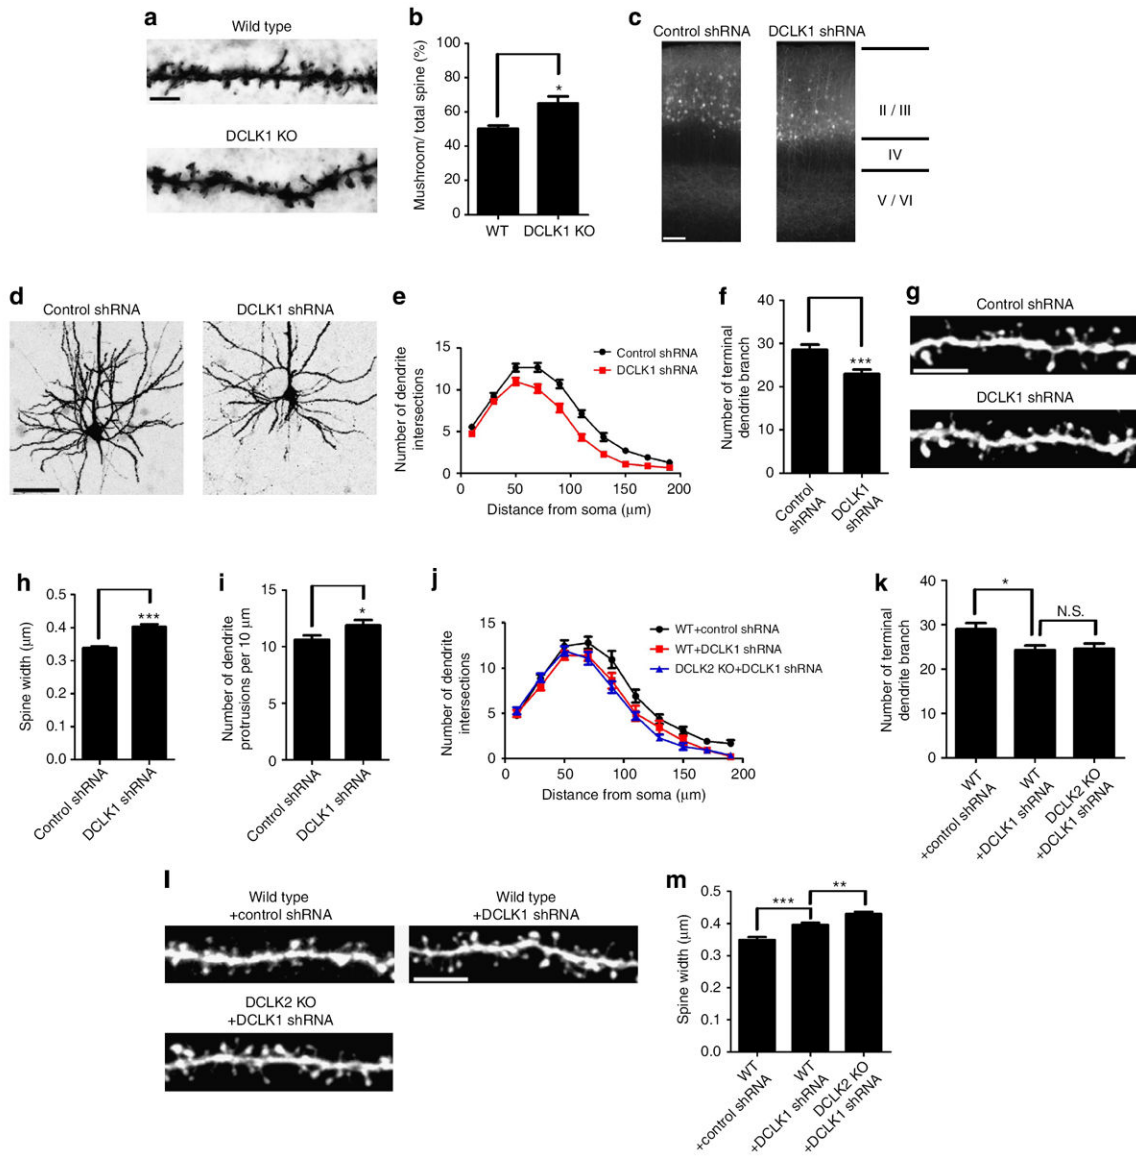 a
Wild type
DCLK1 KO
b
Mushroom/ total spine (%)
100
80
60
40
20
0
*
WT DCLK1 KO
c
Control shRNA DCLK1 shRNA
II / III
IV
V / VI
d
Control shRNA DCLK1 shRNA
e
Number of dendrite
intersections
15
10
5
0
Control shRNA
DCLK1 shRNA
0 50 100 150 200
Distance from soma (μm)
f
Number of terminal
dendrite branch
40
30
20
10
0
***
Control
shRNA
DCLK1
shRNA
g
Control shRNA
DCLK1 shRNA
h
Spine width (μm)
0.5
0.4
0.3
0.2
0.1
0.0
***
Control shRNA
DCLK1 shRNA
i
Number of dendrite
protrusions per 10 μm
15
10
5
0
*
Control shRNA
DCLK1 shRNA
j
Number of dendrite
intersections
15
10
5
0
WT+control shRNA
WT+DCLK1 shRNA
DCLK2 KO+DCLK1 shRNA
0 50 100 150 200
Distance from soma (μm)
k
Number of terminal
dendrite branch
40
30
20
10
0
*
N.S.
WT
+control shRNA
WT
+DCLK1 shRNA
DCLK2 KO
+DCLK1 shRNA
l
Wild type
+control shRNA
Wild type
+DCLK1 shRNA
DCLK2 KO
+DCLK1 shRNA
m
Spine width (μm)
0.5
0.4
0.3
0.2
0.1
0.0
***
**
WT
+control shRNA
WT
+DCLK1 shRNA
DCLK2 KO
+DCLK1 shRNA